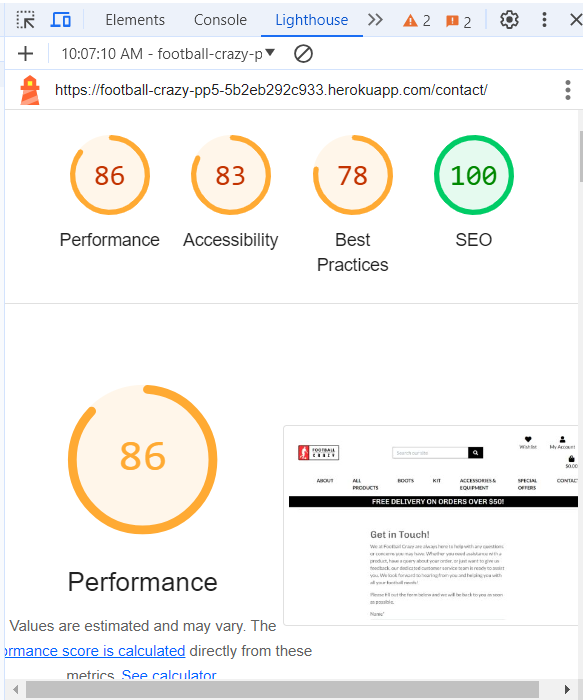 Elements Console Lighthouse 2 2
10:07:10 AM - football-crazy-p
https://football-crazy-pp5-5b2eb292c933.herokuapp.com/contact/
86 83 78 100
Performance Accessibility Best Practices SEO
86
FOOTBALL
CRAZY
Search our site
Wishlist My Account
$0.00
ABOUT ALL PRODUCTS BOOTS KIT ACCESSORIES & EQUIPMENT SPECIAL OFFERS CONTAC
FREE DELIVERY ON ORDERS OVER $50!
Get in Touch!
We at Football Crazy are always here to help with any questions
or concerns you may have. Whether you need assistance with a
product, have a query about your order, or just want to give us
feedback, our dedicated customer service team is ready to assist
you. We look forward to hearing from you and helping you with
all your football needs!
Please fill out the form below and we will be back to you as soon
as possible.
Name*
Performance
Values are estimated and may vary. The
ormance score is calculated directly from these
metrics. See calculator